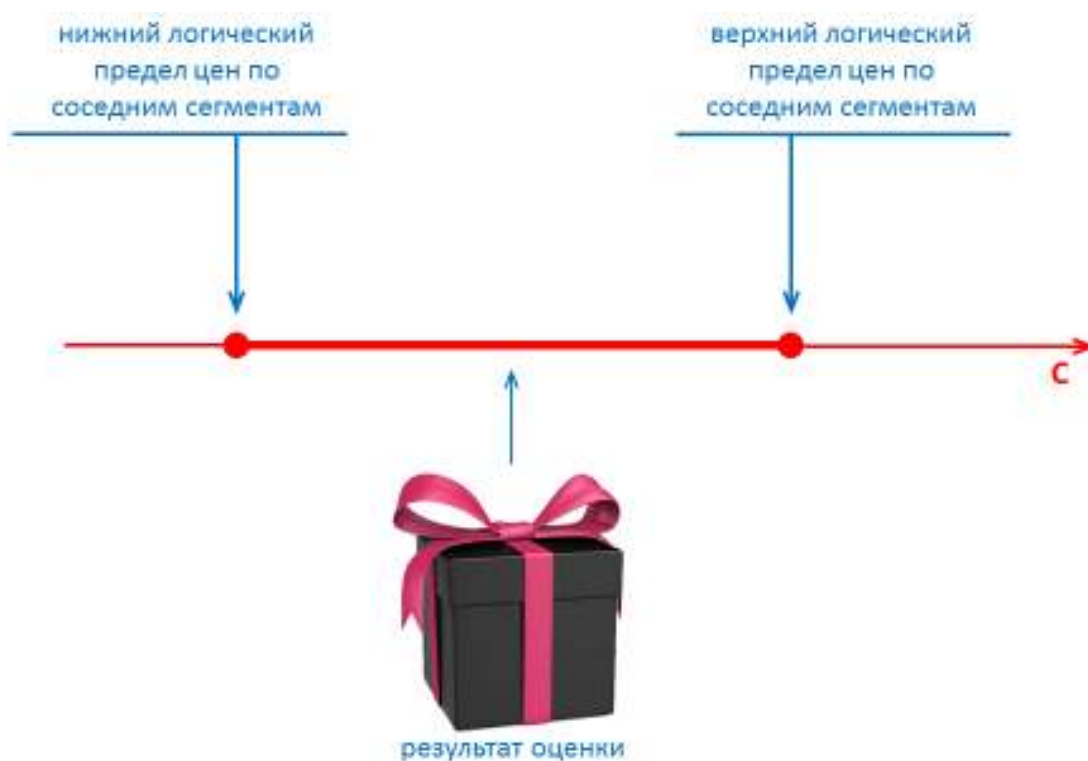 нижний логический
предел цен по
соседним сегментам
верхний логический
предел цен по
соседним сегментам
C
результат оценки